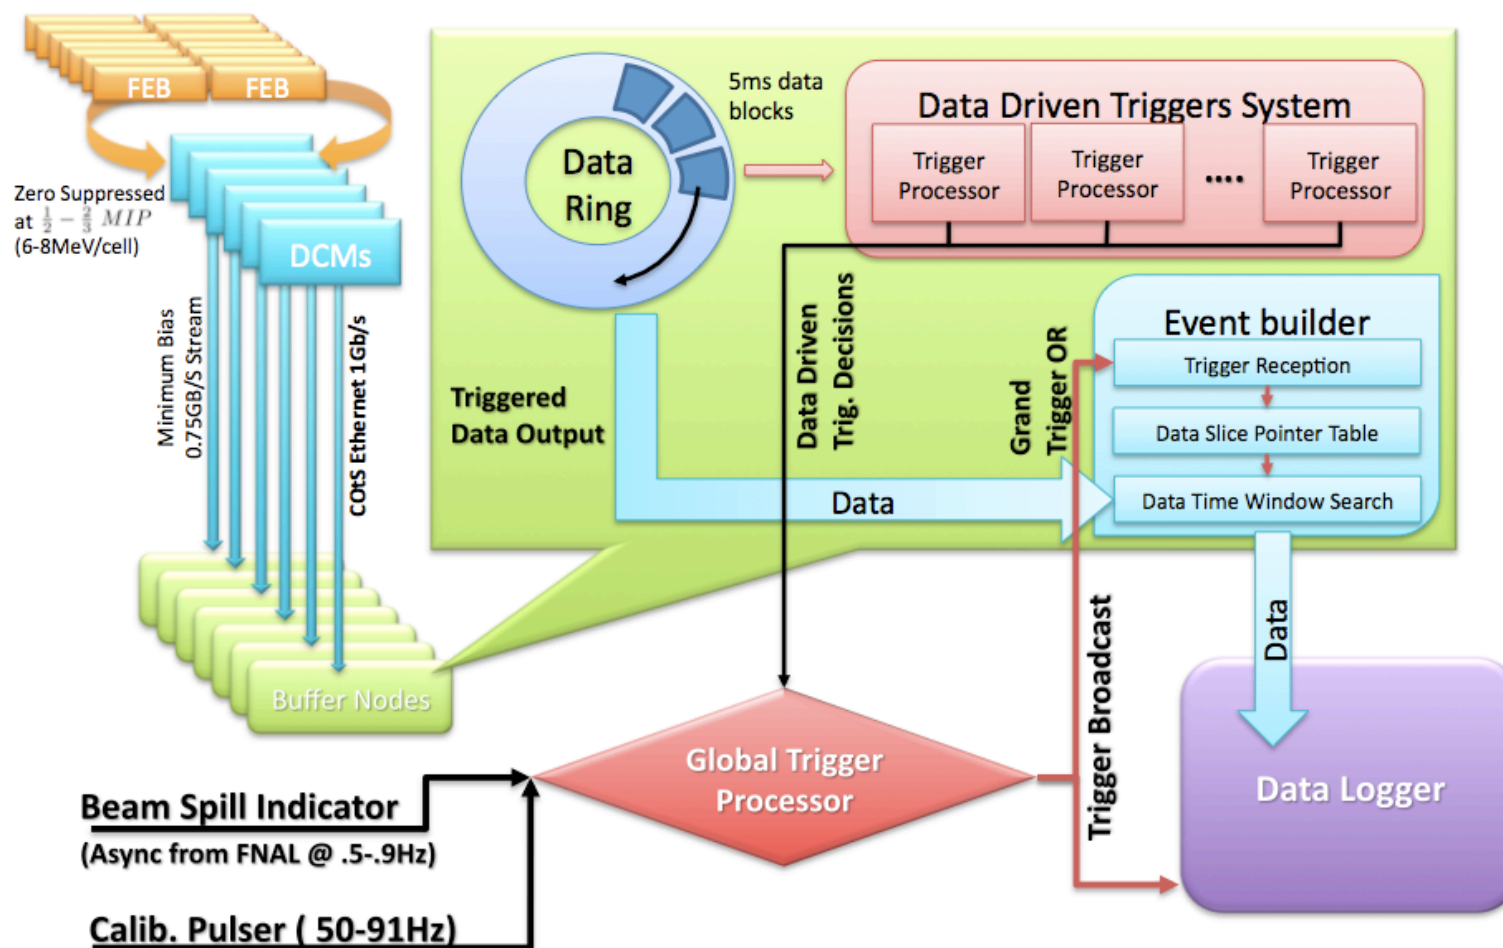 FEB FEB
Zero Suppressed
at 1/2 – 2/3 MIP
(6-8MeV/cell)
DCMs
Minimum Bias
0.75GB/S Stream
COtS Ethernet 1Gb/s
Buffer Nodes
Data
Ring
5ms data
blocks
Data Driven Triggers System
Trigger
Processor
Trigger
Processor
....
Trigger
Processor
Triggered
Data Output
Data Driven
Trig. Decisions
Grand
Trigger OR
Event builder
Trigger Reception
Data Slice Pointer Table
Data Time Window Search
Data
Data
Trigger Broadcast
Global Trigger
Processor
Data Logger
Beam Spill Indicator
(Async from FNAL @ .5-.9Hz)
Calib. Pulser ( 50-91Hz)